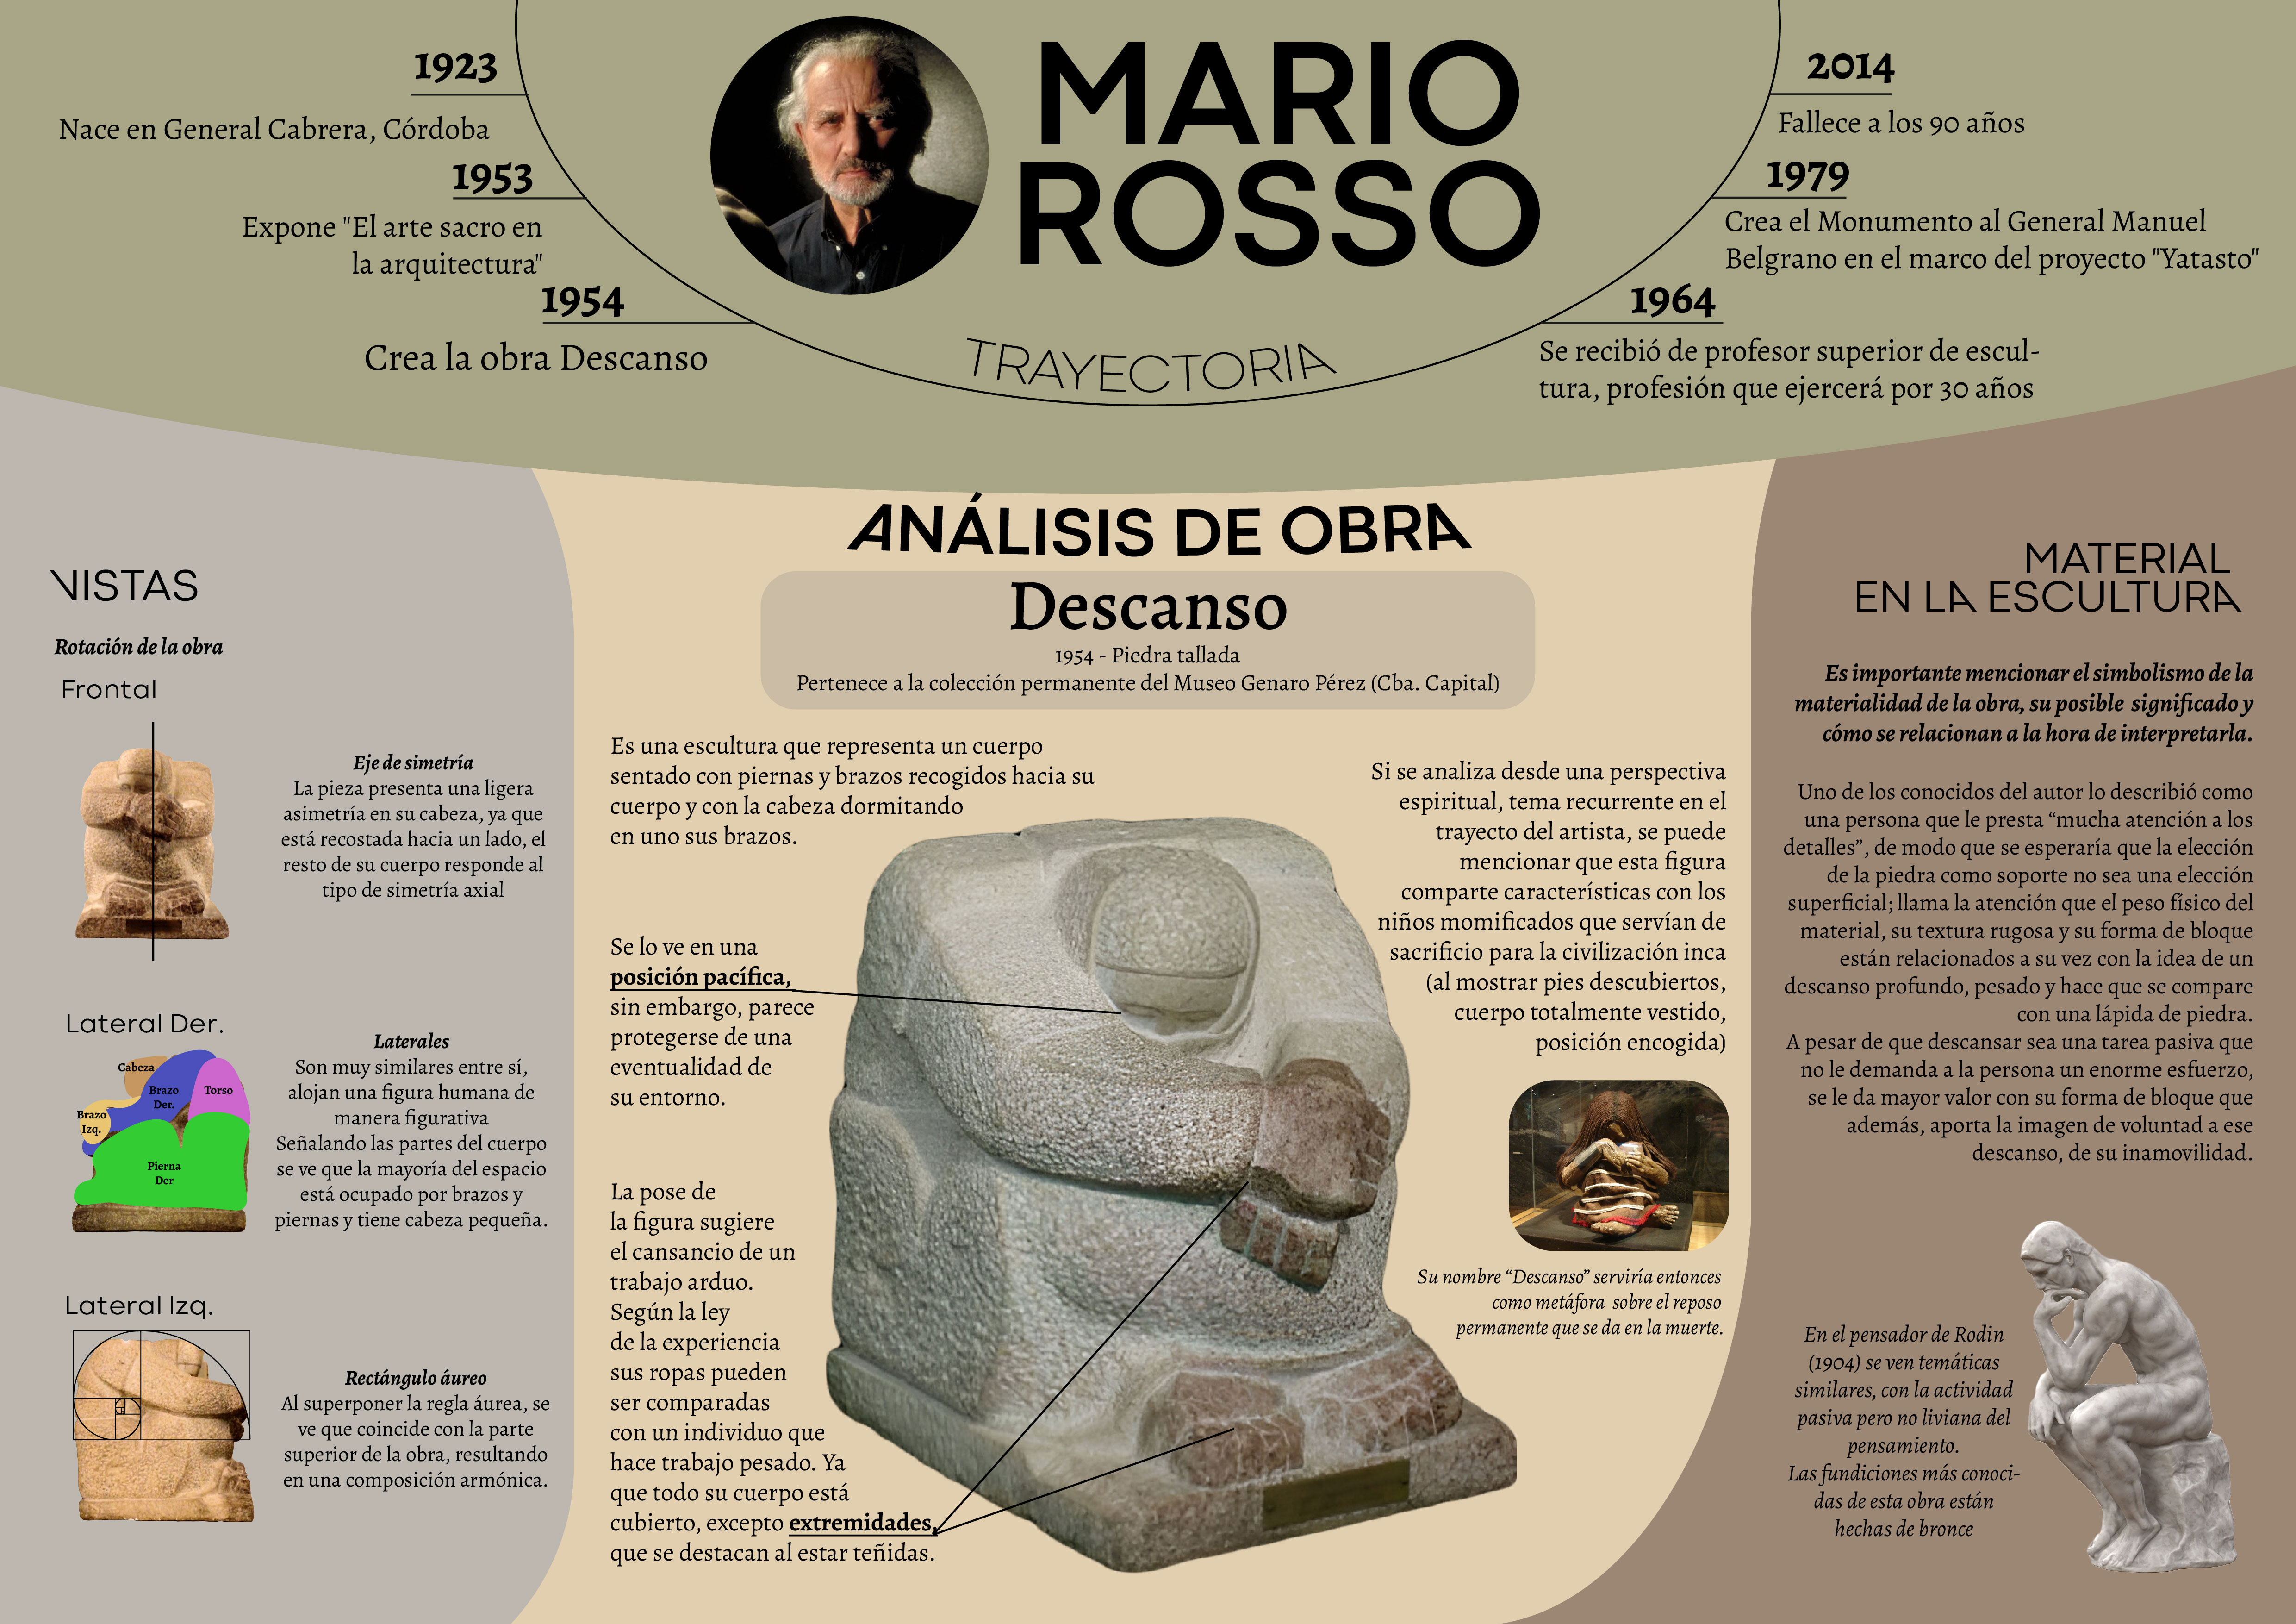 MARIO
ROSSO
TRAYECTORIA
1923
Nace en General Cabrera, Córdoba
1953
Expone "El arte sacro en
la arquitectura"
1954
Crea la obra Descanso
2014
Fallece a los 90 años
1979
Crea el Monumento al General Manuel
Belgrano en el marco del proyecto "Yatasto"
1964
Se recibió de profesor superior de escul-
tura, profesión que ejercerá por 30 años
VISTAS
Rotación de la obra
Frontal
Eje de simetría
La pieza presenta una ligera
asimetría en su cabeza, ya que
está recostada hacia un lado, el
resto de su cuerpo responde al
tipo de simetría axial
Lateral Der.
Cabeza
Brazo
Der.
Torso
Brazo
Izq.
Pierna
Der
Laterales
Son muy similares entre sí,
alojan una figura humana de
manera figurativa
Señalando las partes del cuerpo
se ve que la mayoría del espacio
está ocupado por brazos y
piernas y tiene cabeza pequeña.
Lateral Izq.
Rectángulo áureo
Al superponer la regla áurea, se
ve que coincide con la parte
superior de la obra, resultando
en una composición armónica.
ANÁLISIS DE OBRA
Descanso
1954 - Piedra tallada
Pertenece a la colección permanente del Museo Genaro Pérez (Cba. Capital)
Es una escultura que representa un cuerpo
sentado con piernas y brazos recogidos hacia su
cuerpo y con la cabeza dormitando
en uno sus brazos.
Se lo ve en una
posición pacífica,
sin embargo, parece
protegerse de una
eventualidad de
su entorno.
La pose de
la figura sugiere
el cansancio de un
trabajo arduo.
Según la ley
de la experiencia
sus ropas pueden
ser comparadas
con un individuo que
hace trabajo pesado. Ya
que todo su cuerpo está
cubierto, excepto extremidades,
que se destacan al estar teñidas.
Si se analiza desde una perspectiva
espiritual, tema recurrente en el
trayecto del artista, se puede
mencionar que esta figura
comparte características con los
niños momificados que servían de
sacrificio para la civilización inca
(al mostrar pies descubiertos,
cuerpo totalmente vestido,
posición encogida)
Su nombre “Descanso” serviría entonces
como metáfora sobre el reposo
permanente que se da en la muerte.
MATERIAL
EN LA ESCULTURA
Es importante mencionar el simbolismo de la
materialidad de la obra, su posible significado y
cómo se relacionan a la hora de interpretarla.
Uno de los conocidos del autor lo describió como
una persona que le presta “mucha atención a los
detalles”, de modo que se esperaría que la elección
de la piedra como soporte no sea una elección
superficial; llama la atención que el peso físico del
material, su textura rugosa y su forma de bloque
están relacionados a su vez con la idea de un
descanso profundo, pesado y hace que se compare
con una lápida de piedra.
A pesar de que descansar sea una tarea pasiva que
no le demanda a la persona un enorme esfuerzo,
se le da mayor valor con su forma de bloque que
además, aporta la imagen de voluntad a ese
descanso, de su inamovilidad.
En el pensador de Rodin
(1904) se ven temáticas
similares, con la actividad
pasiva pero no liviana del
pensamiento.
Las fundiciones más conoci-
das de esta obra están
hechas de bronce